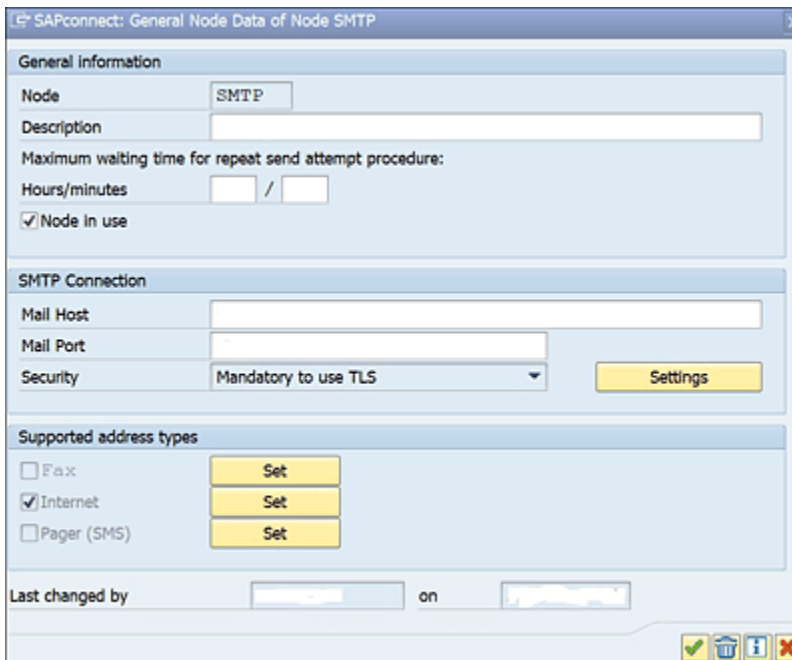 SAPconnect: General Node Data of Node SMTP
General information
Node SMTP
Description
Maximum waiting time for repeat send attempt procedure:
Hours/minutes /
Node in use
SMTP Connection
Mail Host
Mail Port
Security Mandatory to use TLS Settings
Supported address types
Fax Set
Internet Set
Pager (SMS) Set
Last changed by on